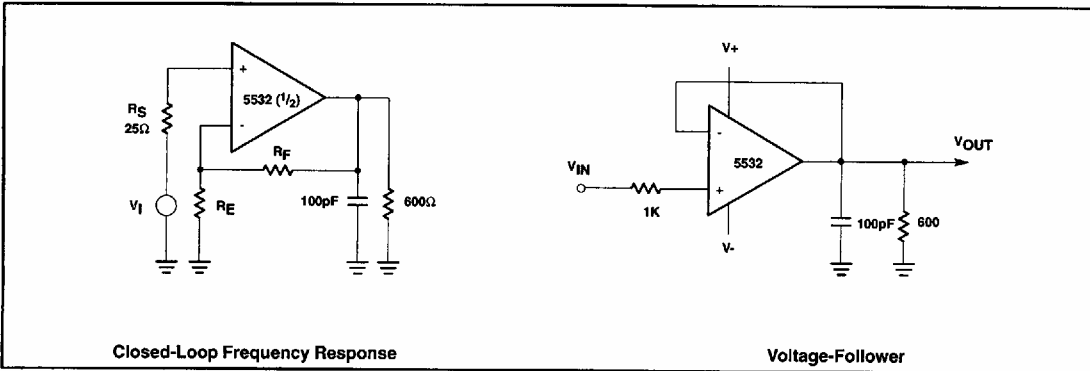 5532 (1/2)
+
-
RS
25Ω
RF
VI
RE
100pF
600Ω
Closed-Loop Frequency Response
V+
-
5532
+
VIN
1K
V-
VOUT
100pF
600
Voltage-Follower